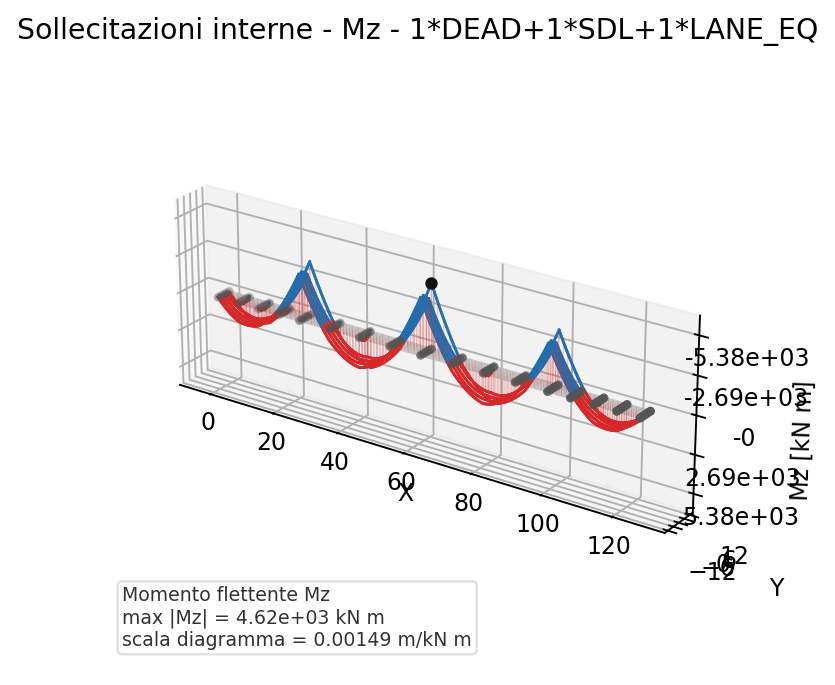 Sollecitazioni interne - Mz - 1*DEAD+1*SDL+1*LANE_EQ
-5.38e+03
-2.69e+03
-0
2.69e+03
5.38e+03
Mz [kN m]
0
20
40
60
80
100
120
X
12
−12
Y
Momento flettente Mz
max |Mz| = 4.62e+03 kN m
scala diagramma = 0.00149 m/kN m